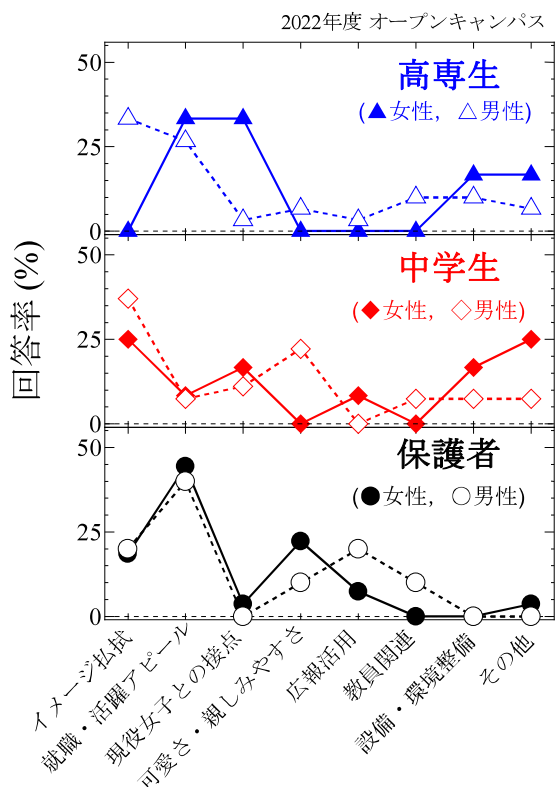 2022年度 オープンキャンパス
回答率 (%)
高専生
(▲女性, △男性)
50
25
0
中学生
(◆女性, ◇男性)
50
25
0
保護者
(●女性, ○男性)
50
25
0
イメージ払拭
就職・活躍アピール
現役女子との接点
可愛さ・親しみやすさ
広報活用
教員関連
設備・環境整備
その他